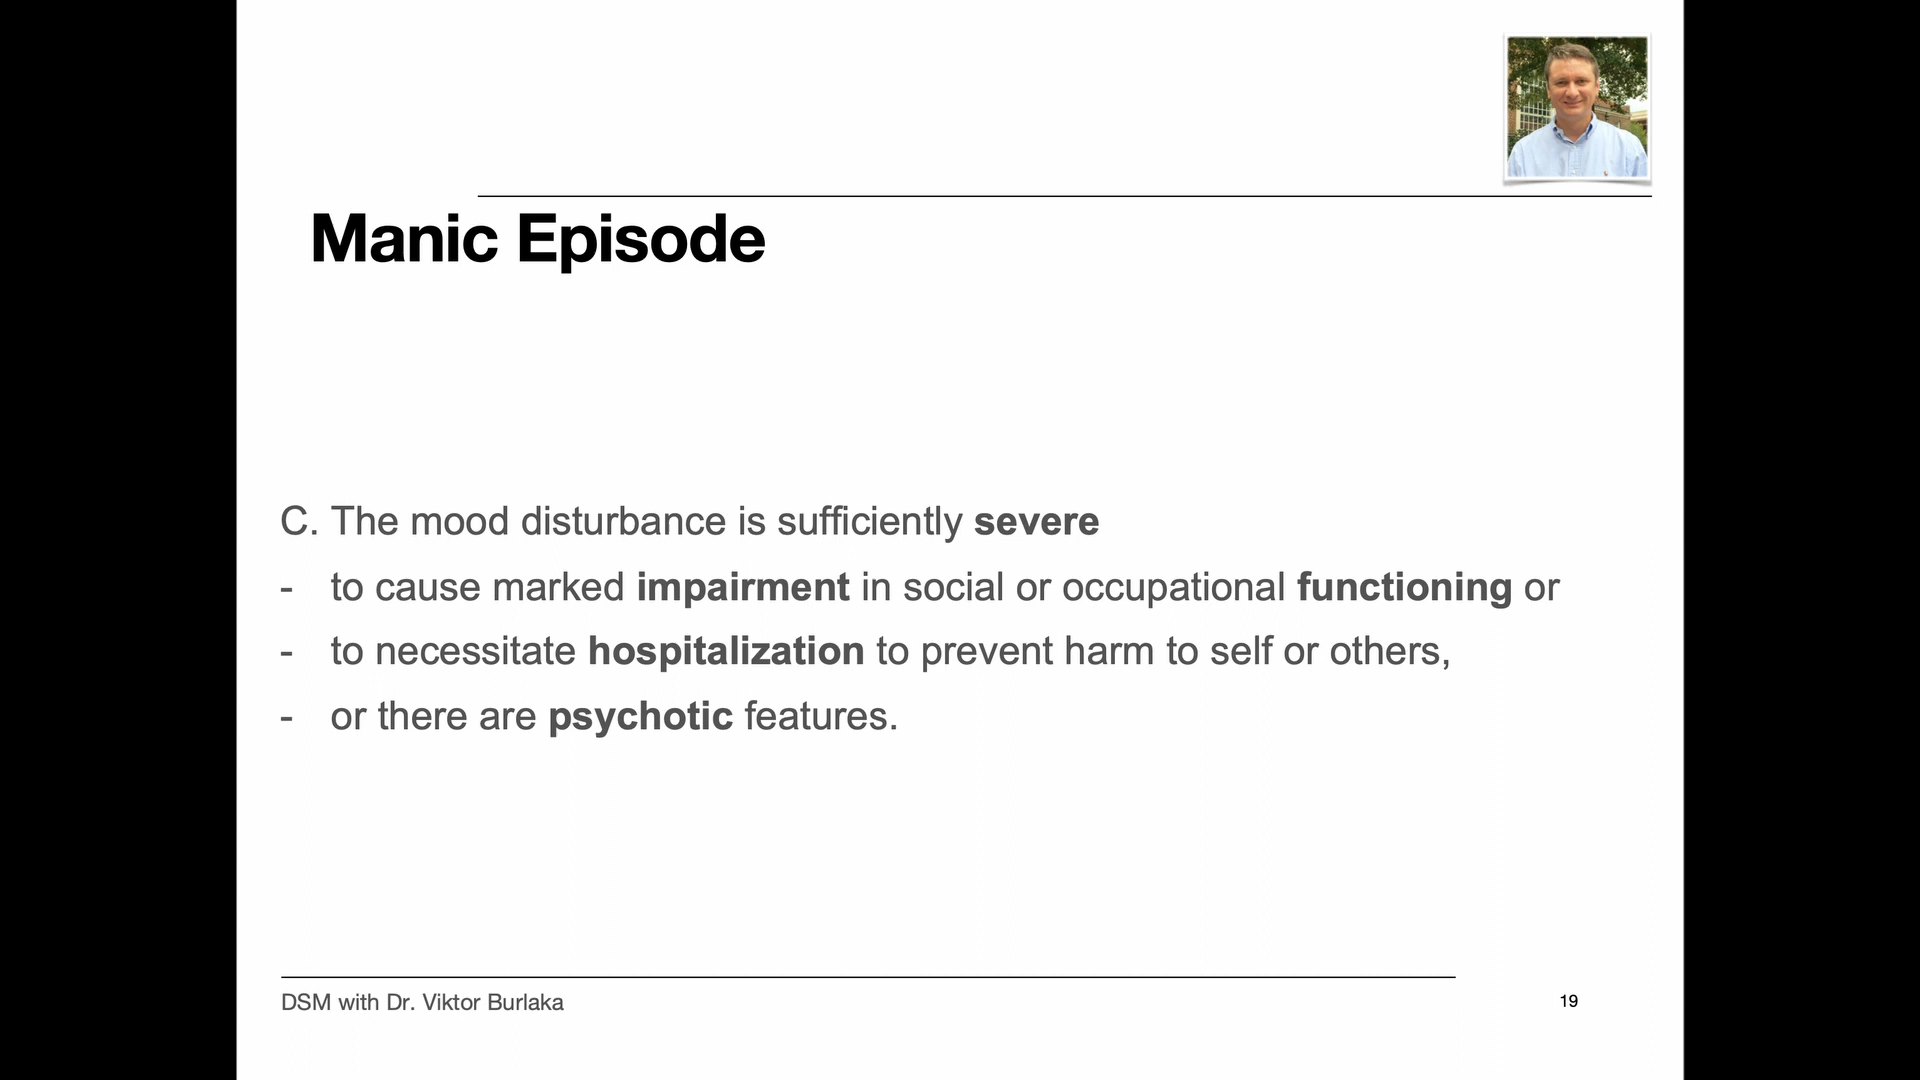 Manic Episode
C. The mood disturbance is sufficiently severe
- to cause marked impairment in social or occupational functioning or
- to necessitate hospitalization to prevent harm to self or others,
- or there are psychotic features.
DSM with Dr. Viktor Burlaka
19